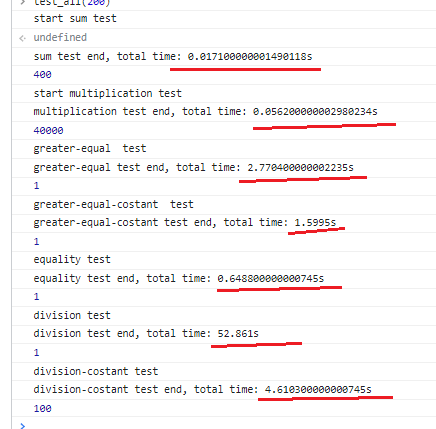 test_all(200)
start sum test
undefined
sum test end, total time: 0.017100000001490118s
400
start multiplication test
multiplication test end, total time: 0.056200000002980234s
40000
greater-equal  test
greater-equal test end, total time: 2.770400000002235s
1
greater-equal-costant  test
greater-equal-costant test end, total time: 1.5995s
1
equality test
equality test end, total time: 0.648800000000745s
1
division test
division test end, total time: 52.861s
1
division-costant test
division-costant test end, total time: 4.610300000000745s
100